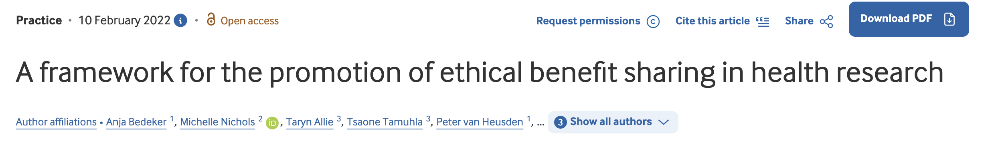 Practice • 10 February 2022 i • Open access Request permissions © Cite this article Share Download PDF
A framework for the promotion of ethical benefit sharing in health research
Author affiliations • Anja Bedeker 1, Michelle Nichols 2 iD, Taryn Allie 3, Tsaone Tamuhla 3, Peter van Heusden 1, ... 3 Show all authors